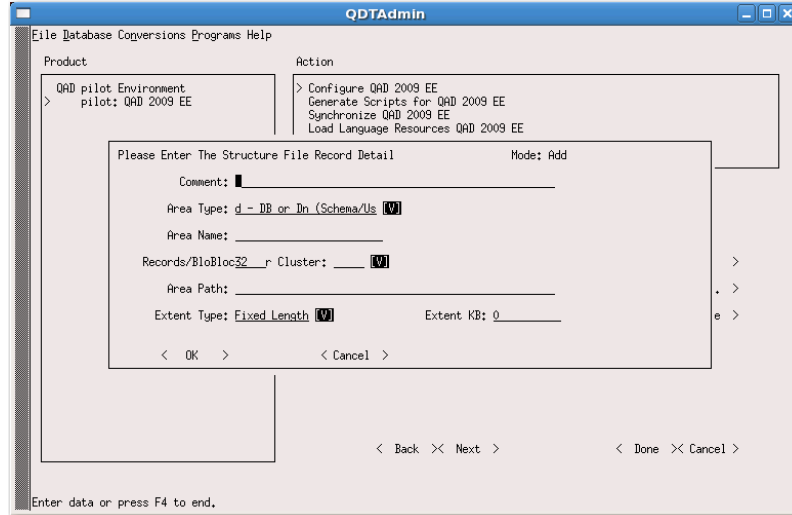 QDTAdmin
File Database Conversions Programs Help
Product Action
QAD pilot Environment > Configure QAD 2009 EE
> pilot: QAD 2009 EE Generate Scripts for QAD 2009 EE
Synchronize QAD 2009 EE
Load Language Resources QAD 2009 EE
Please Enter The Structure File Record Detail Mode: Add
Comment:
Area Type: d - DB or Dn (Schema/Us [V]
Area Name:
Records/BloBloc32 r Cluster: [V]
>
Area Path:
. >
Extent Type: Fixed Length [V] Extent KB: 0
e >
< OK > < Cancel >
< Back >< Next > < Done >< Cancel >
Enter data or press F4 to end.